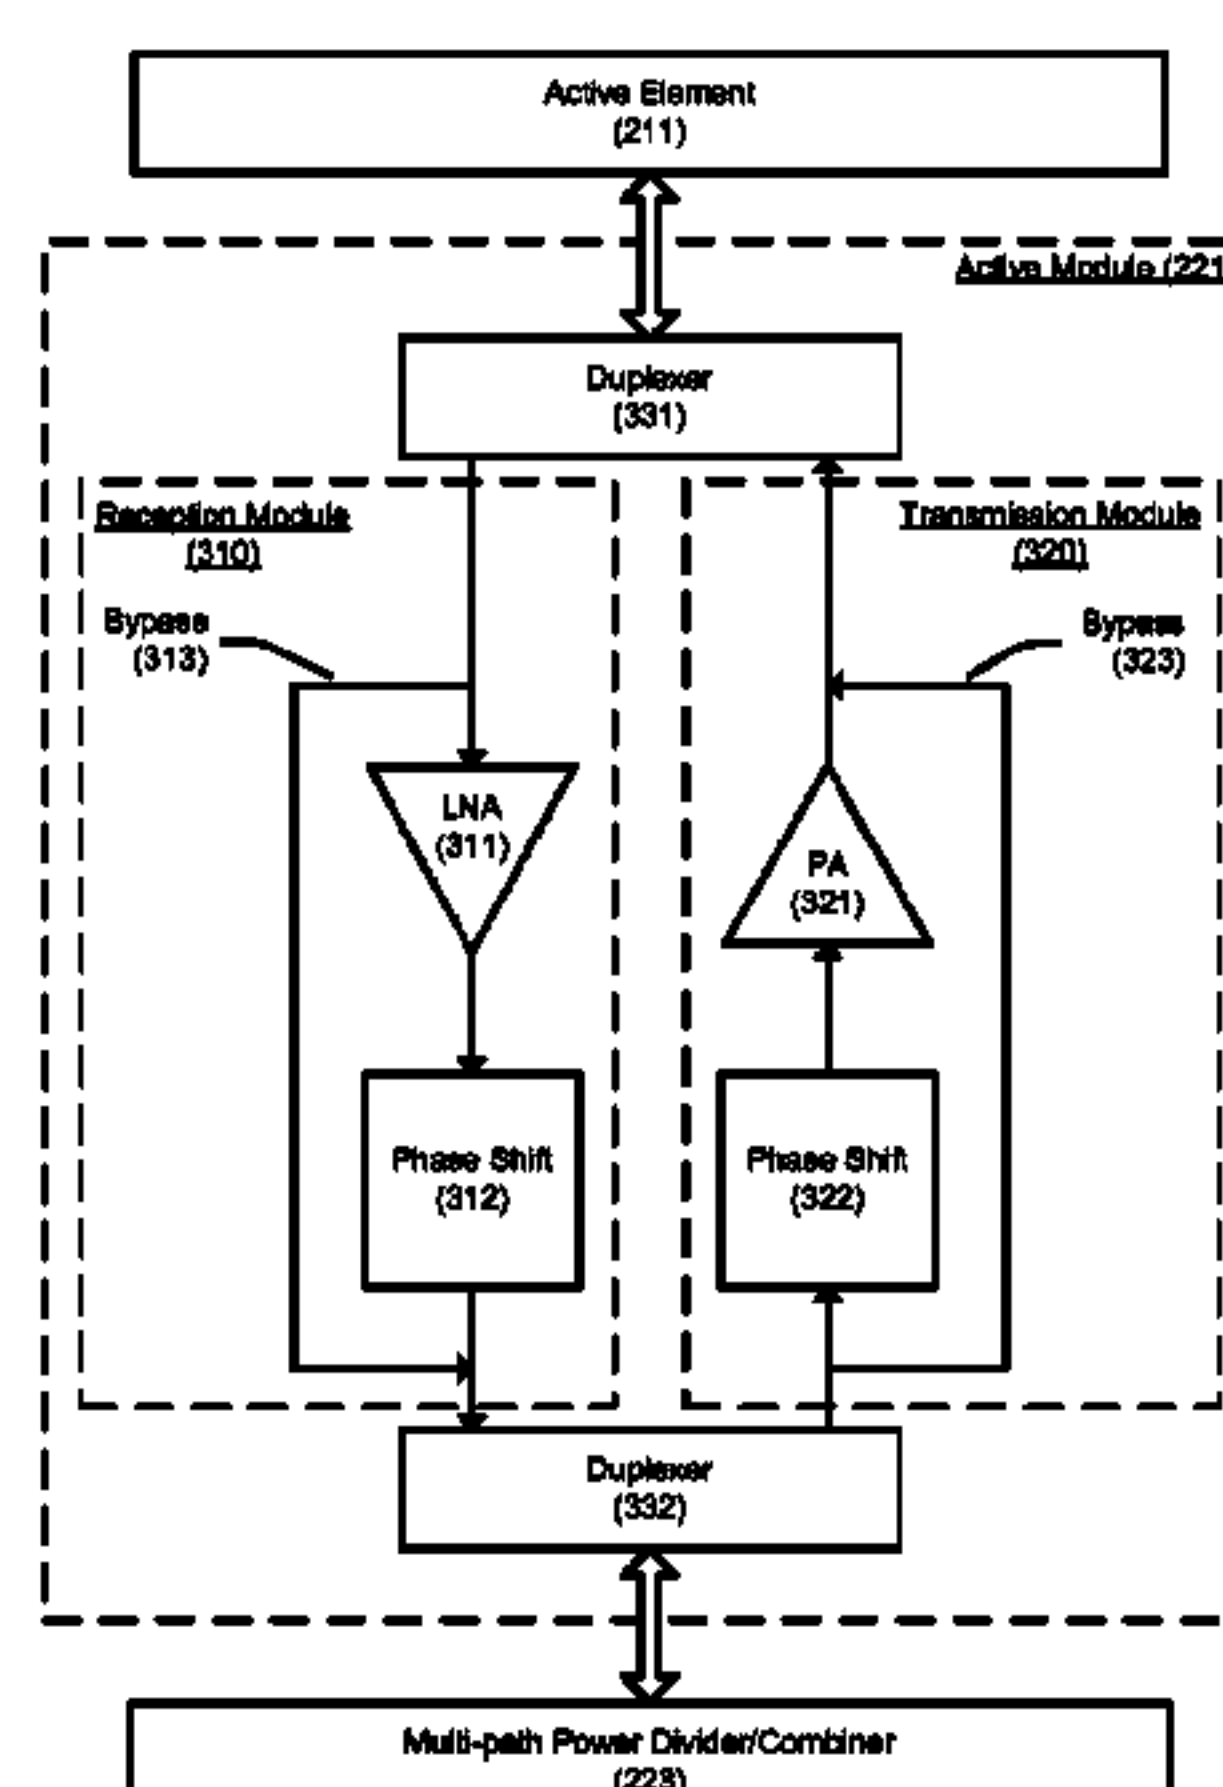 Active Element
(211)
Active Module (221
Duplexer
(331)
Reception Module
(310)
Transmission Module
(320)
Bypass
(313)
Bypass
(323)
LNA
(311)
PA
(321)
Phase Shift
(312)
Phase Shift
(322)
Duplexer
(332)
Multi-path Power Divider/Combiner
(223)